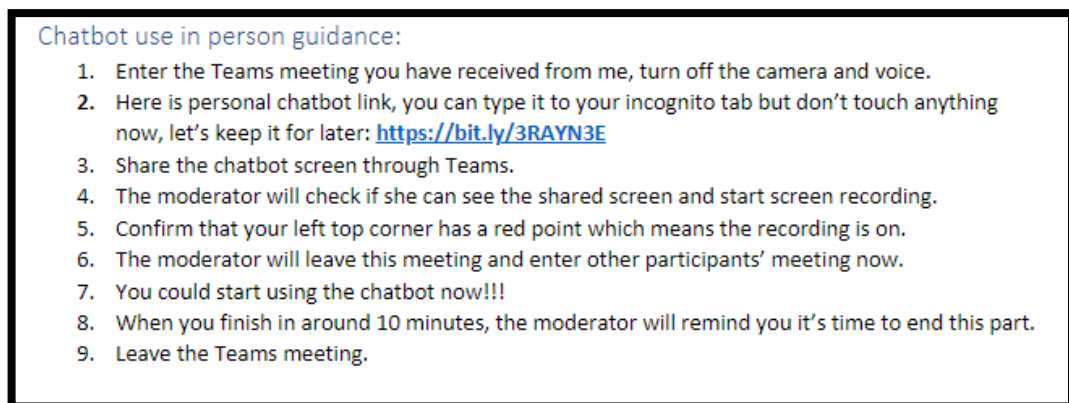 Chatbot use in person guidance:
1. Enter the Teams meeting you have received from me, turn off the camera and voice.
2. Here is personal chatbot link, you can type it to your incognito tab but don't touch anything
now, let's keep it for later: https://bit.ly/3RAYN3E
3. Share the chatbot screen through Teams.
4. The moderator will check if she can see the shared screen and start screen recording.
5. Confirm that your left top corner has a red point which means the recording is on.
6. The moderator will leave this meeting and enter other participants' meeting now.
7. You could start using the chatbot now!!!
8. When you finish in around 10 minutes, the moderator will remind you it's time to end this part.
9. Leave the Teams meeting.